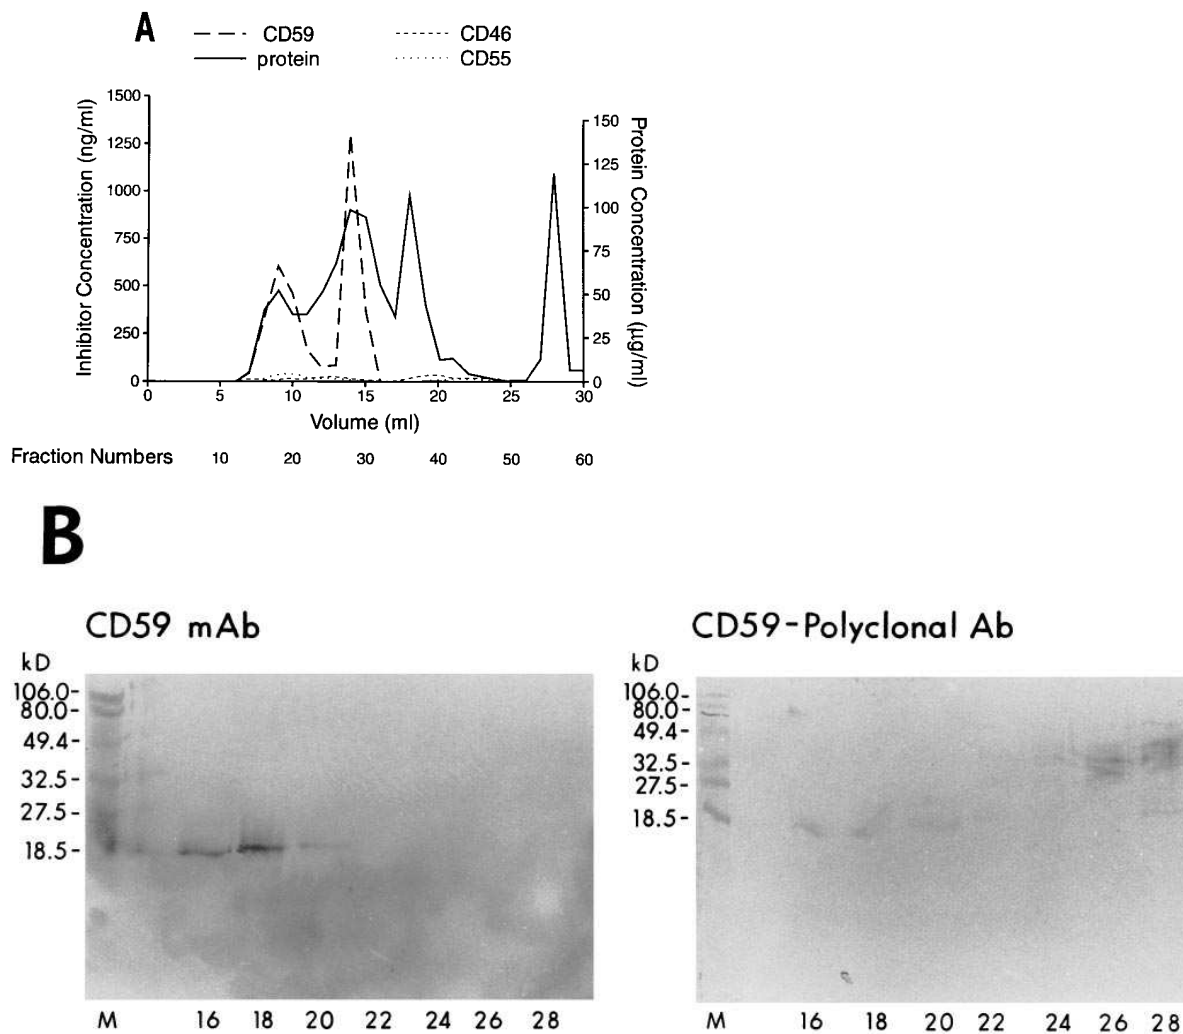 A
CD59
CD46
protein
CD55
Inhibitor Concentration (ng/ml)
1500
1250
1000
750
500
250
0
Protein Concentration (µg/ml)
150
125
100
75
50
25
0
0 5 10 15 20 25 30
Volume (ml)
Fraction Numbers 10 20 30 40 50 60
B
CD59 mAb
kD
106.0-
80.0-
49.4-
32.5-
27.5-
18.5-
M 16 18 20 22 24 26 28
CD59-Polyclonal Ab
kD
106.0-
80.0-
49.4-
32.5-
27.5-
18.5-
M 16 18 20 22 24 26 28